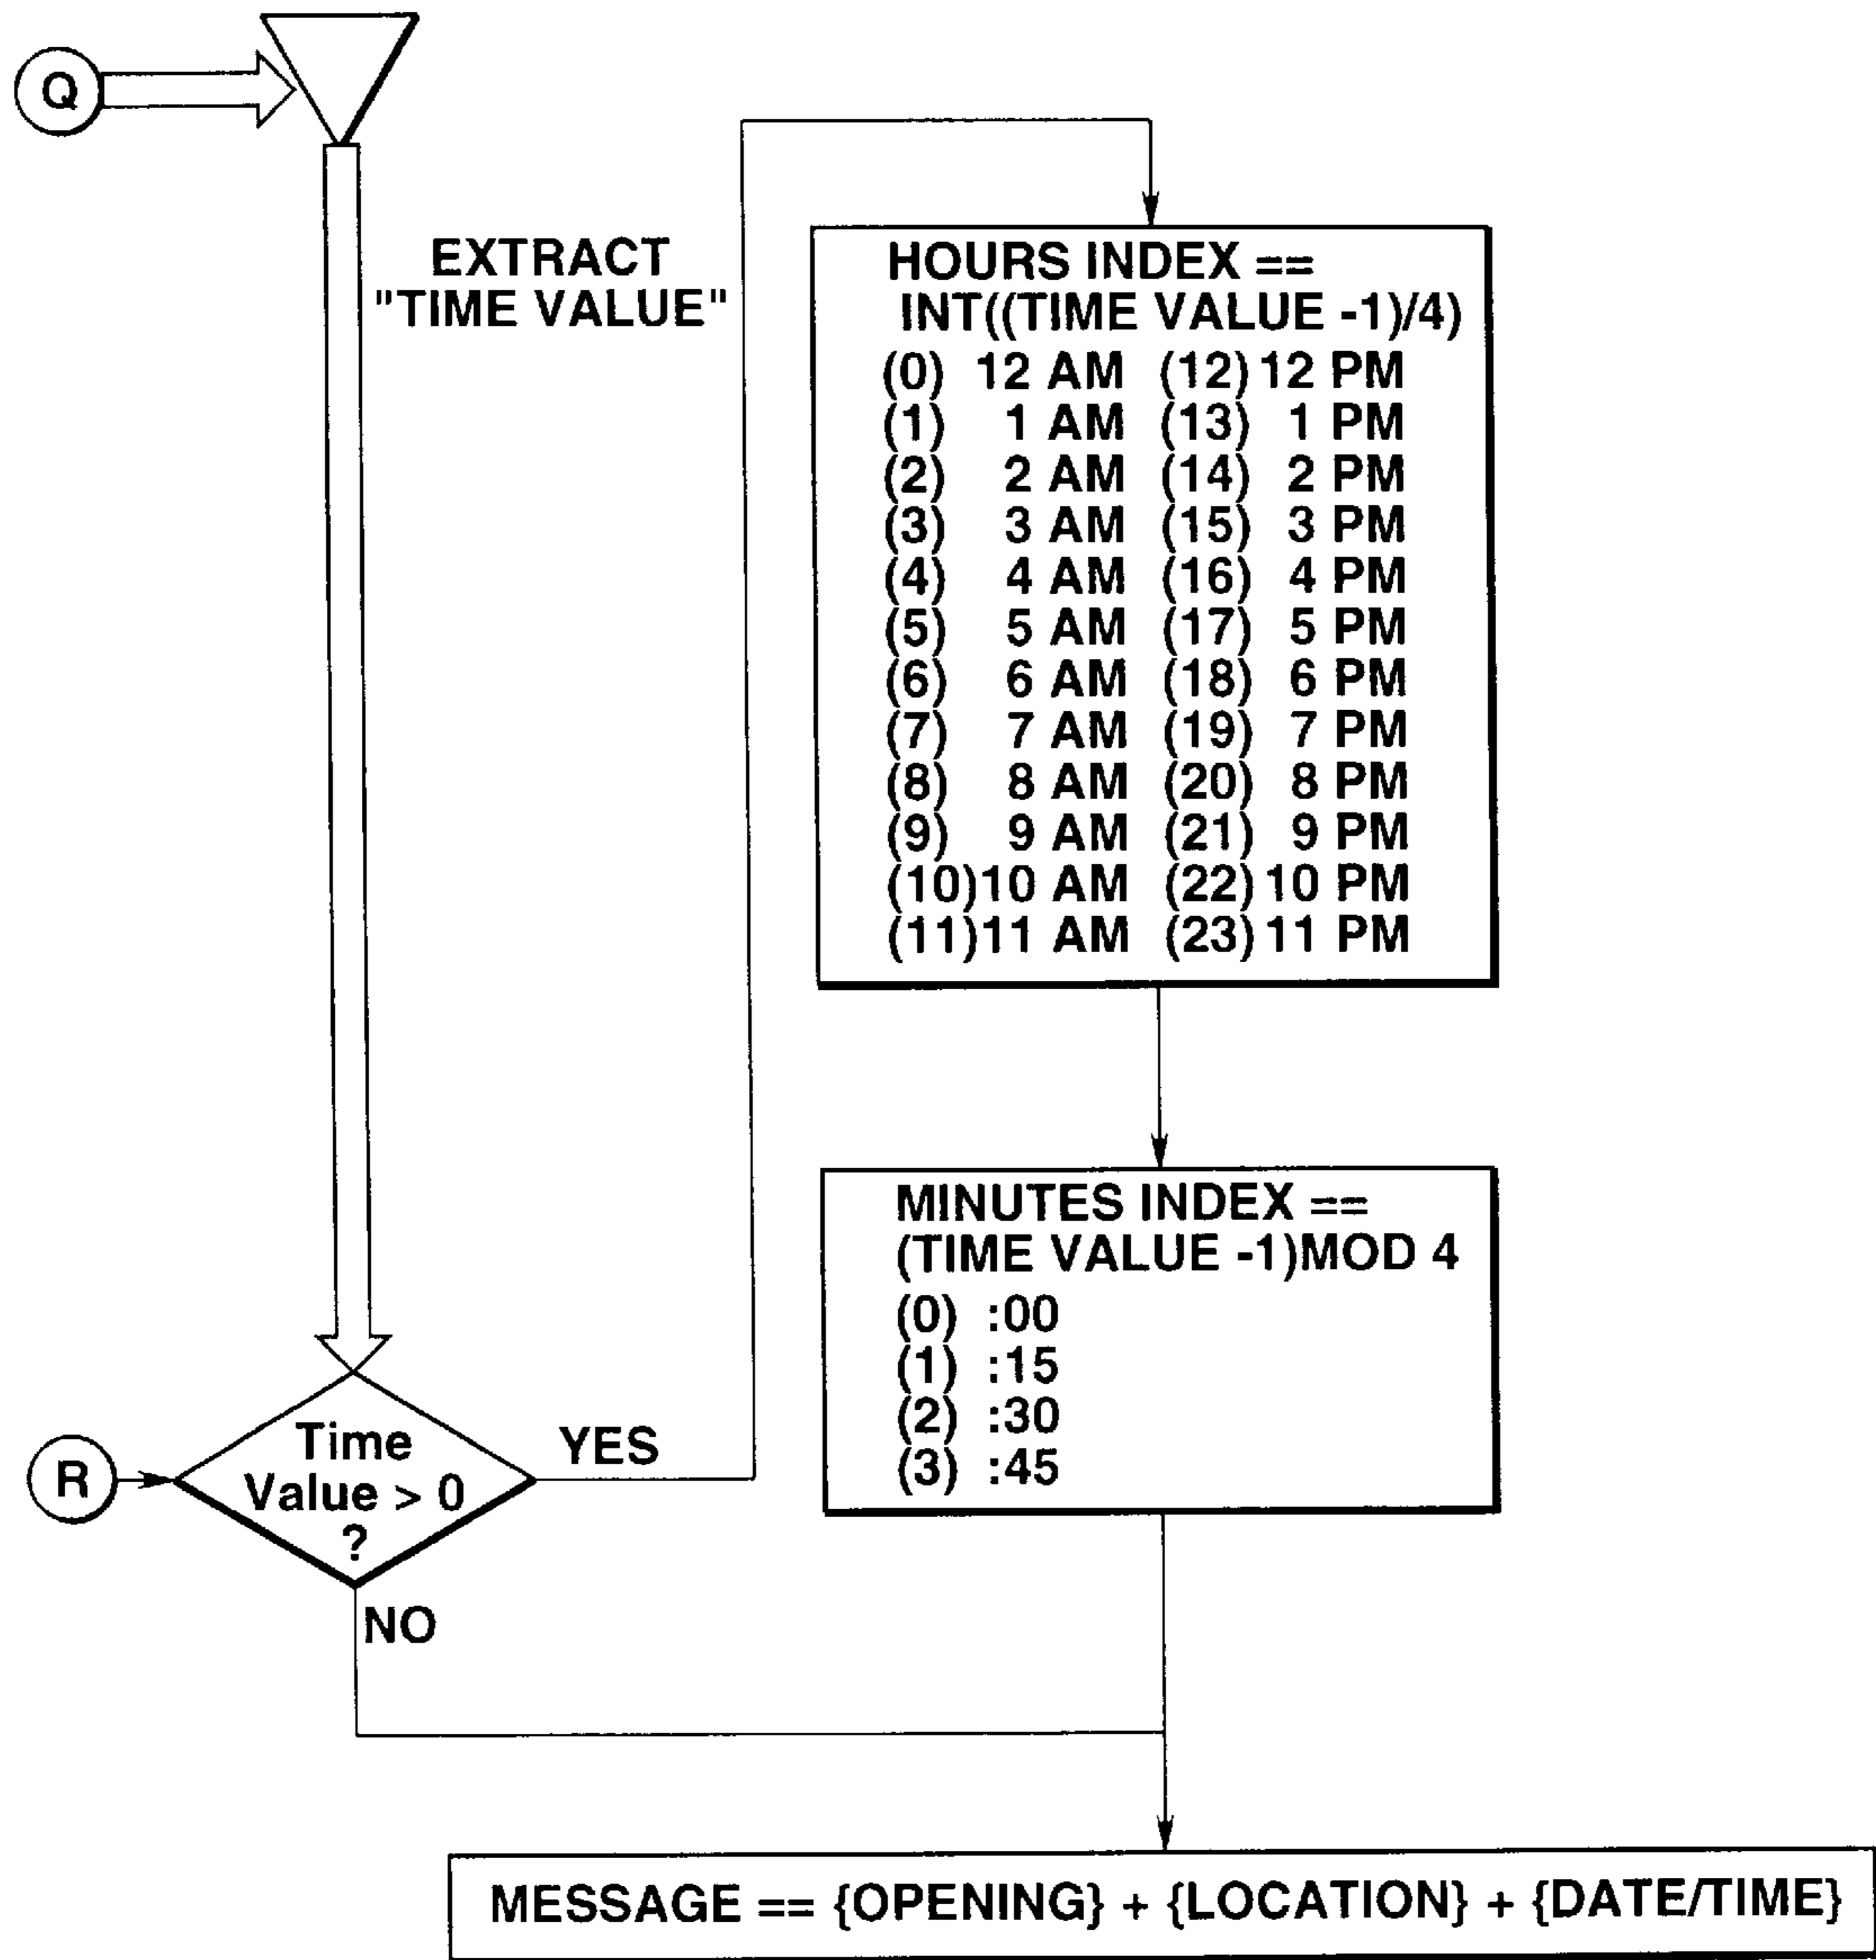 Q
EXTRACT
"TIME VALUE"
HOURS INDEX ==
INT((TIME VALUE -1)/4)
(0) 12 AM (12) 12 PM
(1) 1 AM (13) 1 PM
(2) 2 AM (14) 2 PM
(3) 3 AM (15) 3 PM
(4) 4 AM (16) 4 PM
(5) 5 AM (17) 5 PM
(6) 6 AM (18) 6 PM
(7) 7 AM (19) 7 PM
(8) 8 AM (20) 8 PM
(9) 9 AM (21) 9 PM
(10)10 AM (22) 10 PM
(11)11 AM (23) 11 PM
MINUTES INDEX ==
(TIME VALUE -1)MOD 4
(0) :00
(1) :15
(2) :30
(3) :45
R
Time
Value > 0
?
YES
NO
MESSAGE == {OPENING} + {LOCATION} + {DATE/TIME}